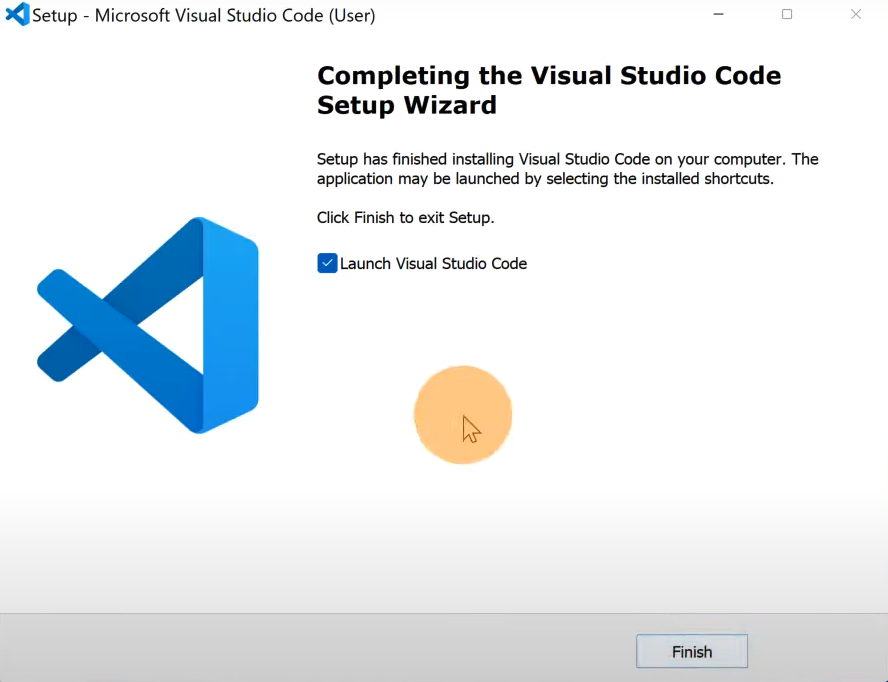 Setup - Microsoft Visual Studio Code (User)
Completing the Visual Studio Code
Setup Wizard
Setup has finished installing Visual Studio Code on your computer. The
application may be launched by selecting the installed shortcuts.
Click Finish to exit Setup.
Launch Visual Studio Code
Finish